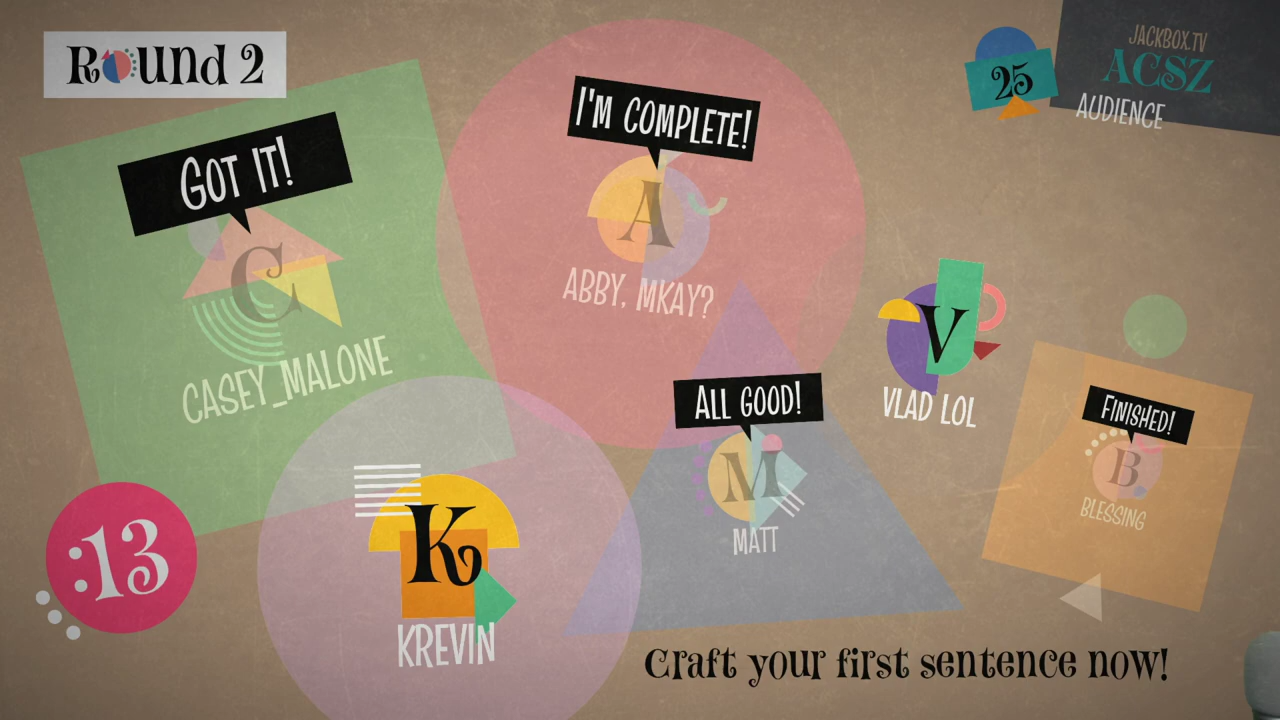 Round 2
JACKBOX.TV
ACSZ
25
AUDIENCE
GOT IT!
C
CASEY_MALONE
I'M COMPLETE!
A
ABBY, MKAY?
V
VLAD LOL
ALL GOOD!
M
MATT
FINISHED!
B
BLESSING
:13
K
KREVIN
Craft your first sentence now!